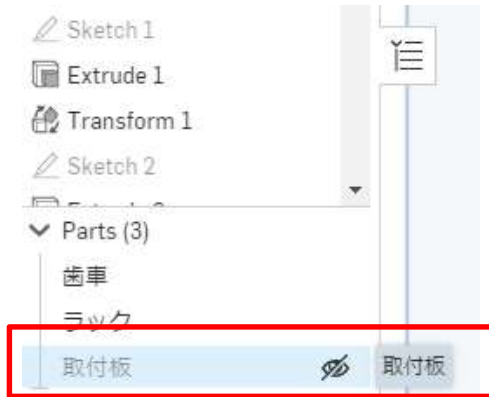 Sketch 1
Extrude 1
Transform 1
Sketch 2
Parts (3)
歯車
ラック
取付板
取付板